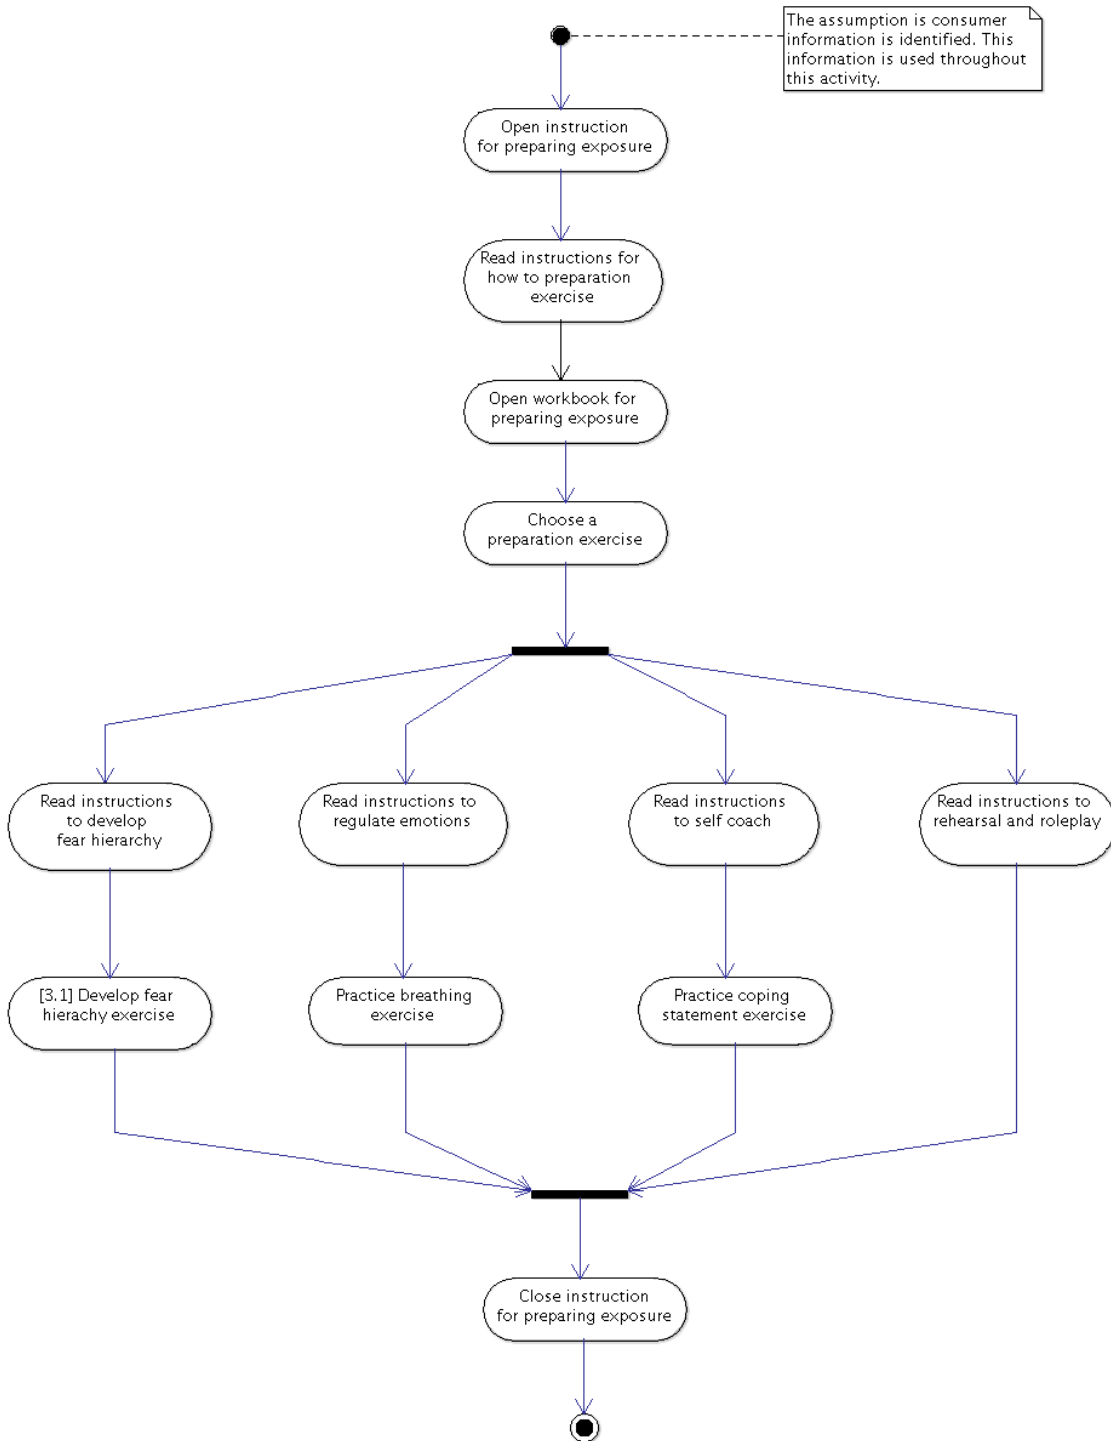 The assumption is consumer
information is identified. This
information is used throughout
this activity.
Open instruction
for preparing exposure
Read instructions for
how to preparation
exercise
Open workbook for
preparing exposure
Choose a
preparation exercise
Read instructions
to develop
fear hierarchy
Read instructions to
regulate emotions
Read instructions
to self coach
Read instructions to
rehearsal and roleplay
[3.1] Develop fear
hierachy exercise
Practice breathing
exercise
Practice coping
statement exercise
Close instruction
for preparing exposure